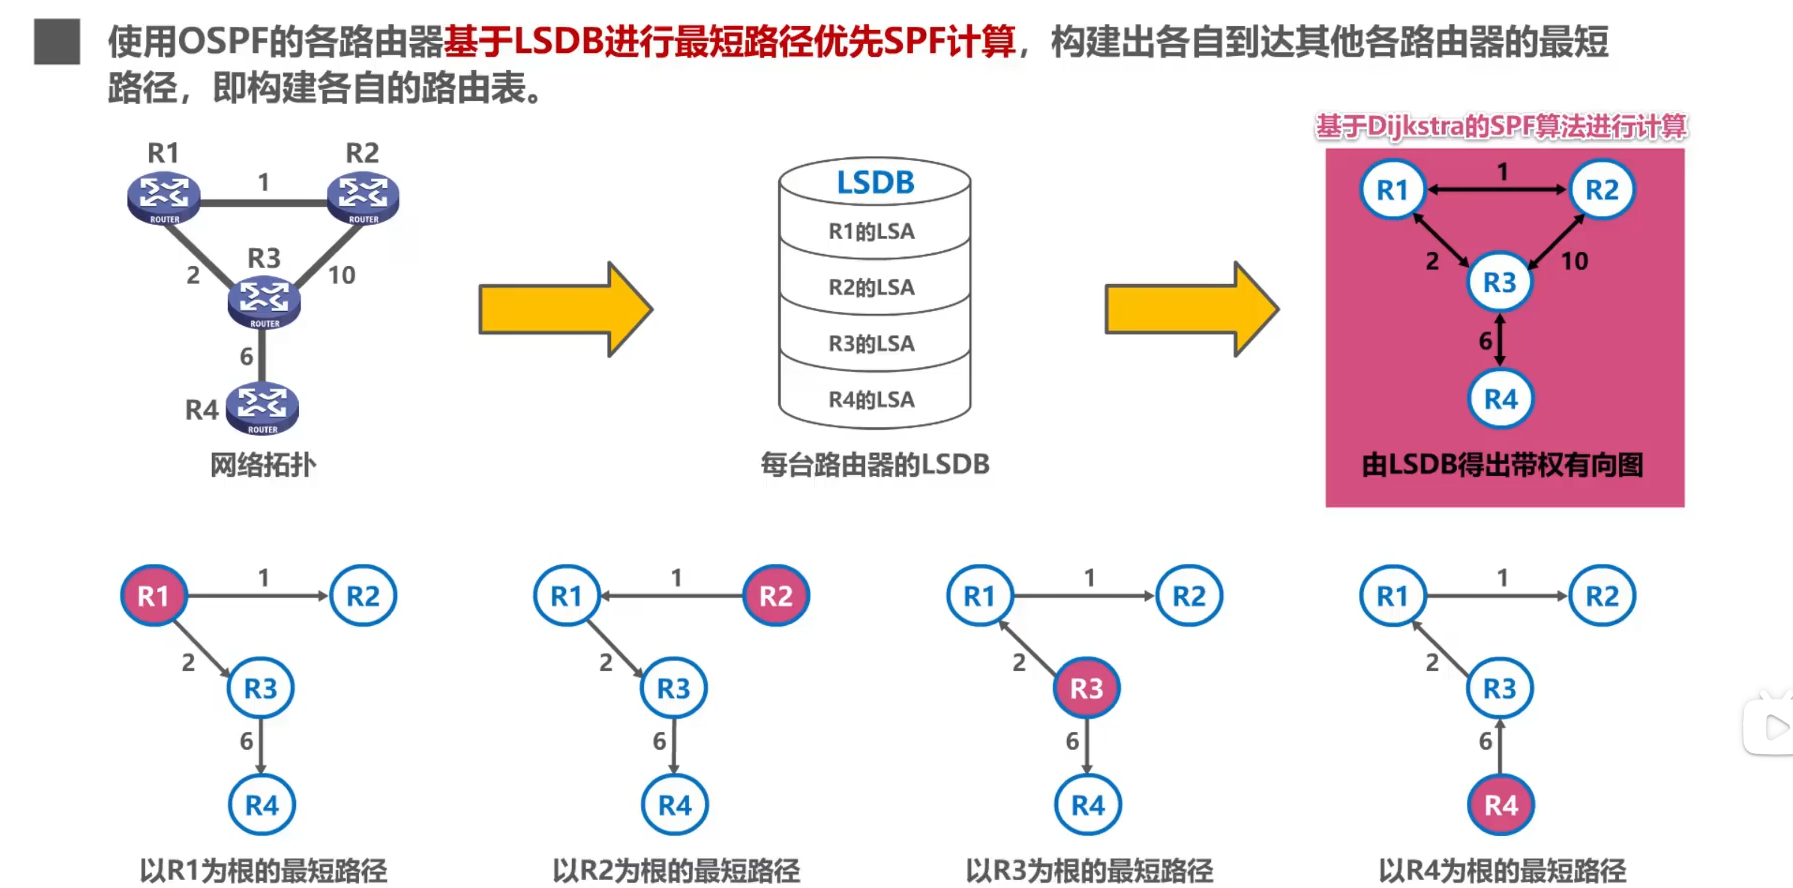 使用OSPF的各路由器基于LSDB进行最短路径优先SPF计算，构建出各自到达其他各路由器的最短
路径，即构建各自的路由表。
基于Dijkstra的SPF算法进行计算
R1
R2
1
ROUTER
ROUTER
R3
2
10
ROUTER
6
R4
ROUTER
网络拓扑
LSDB
R1的LSA
R2的LSA
R3的LSA
R4的LSA
每台路由器的LSDB
R1
1
R2
2
10
R3
6
R4
由LSDB得出带权有向图
R1
1
R2
2
R3
6
R4
以R1为根的最短路径
R1
1
R2
2
R3
6
R4
以R2为根的最短路径
R1
1
R2
2
R3
6
R4
以R3为根的最短路径
R1
1
R2
2
R3
6
R4
以R4为根的最短路径